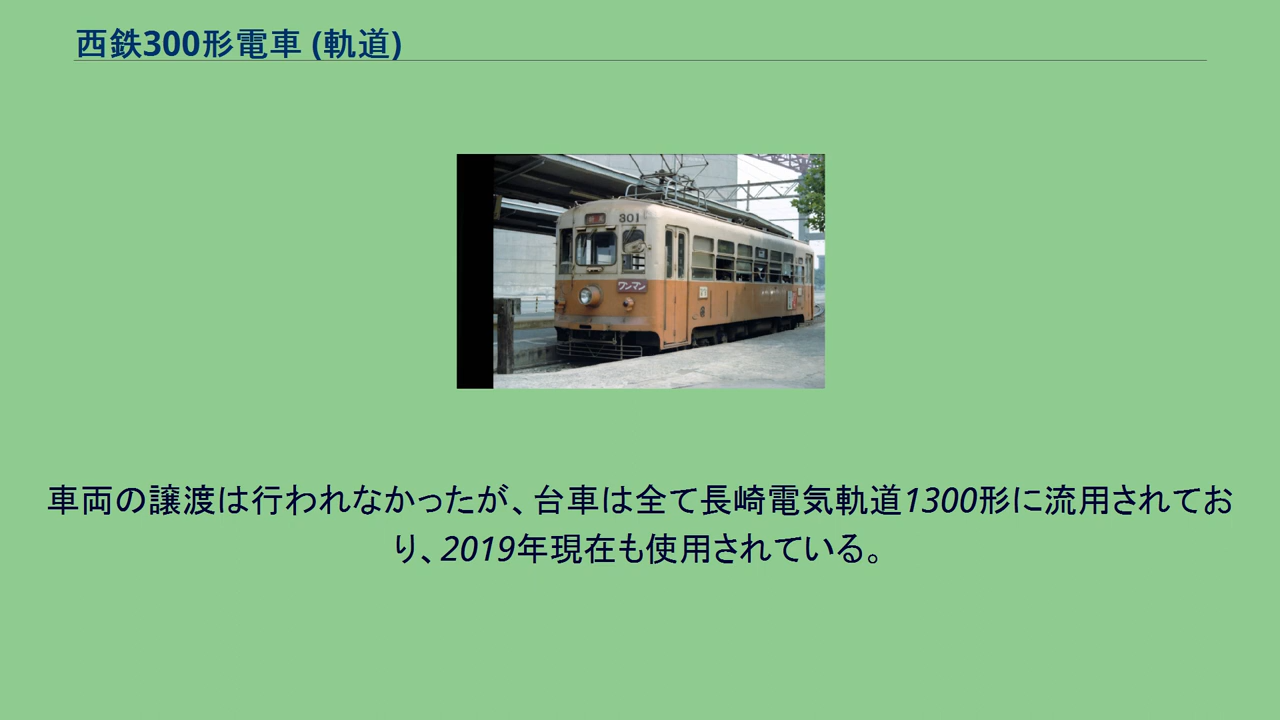 西鉄300形電車 (軌道)
301
ワンマン
車両の譲渡は行われなかったが、台車は全て長崎電気軌道1300形に流用されてお
り、2019年現在も使用されている。